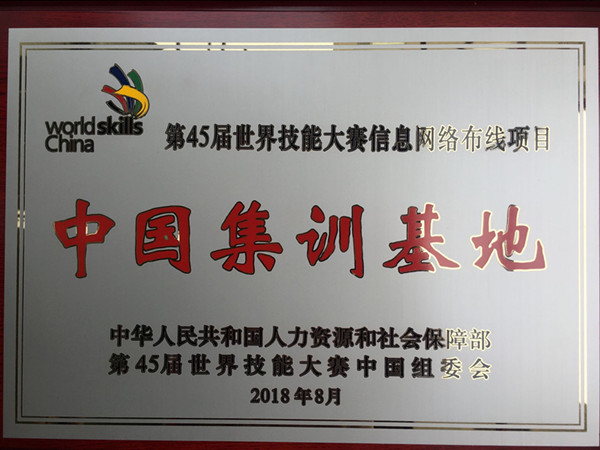 worldskills
China
第45届世界技能大赛信息网络布线项目
中国集训基地
中华人民共和国人力资源和社会保障部
第45届世界技能大赛中国组委会
2018年8月